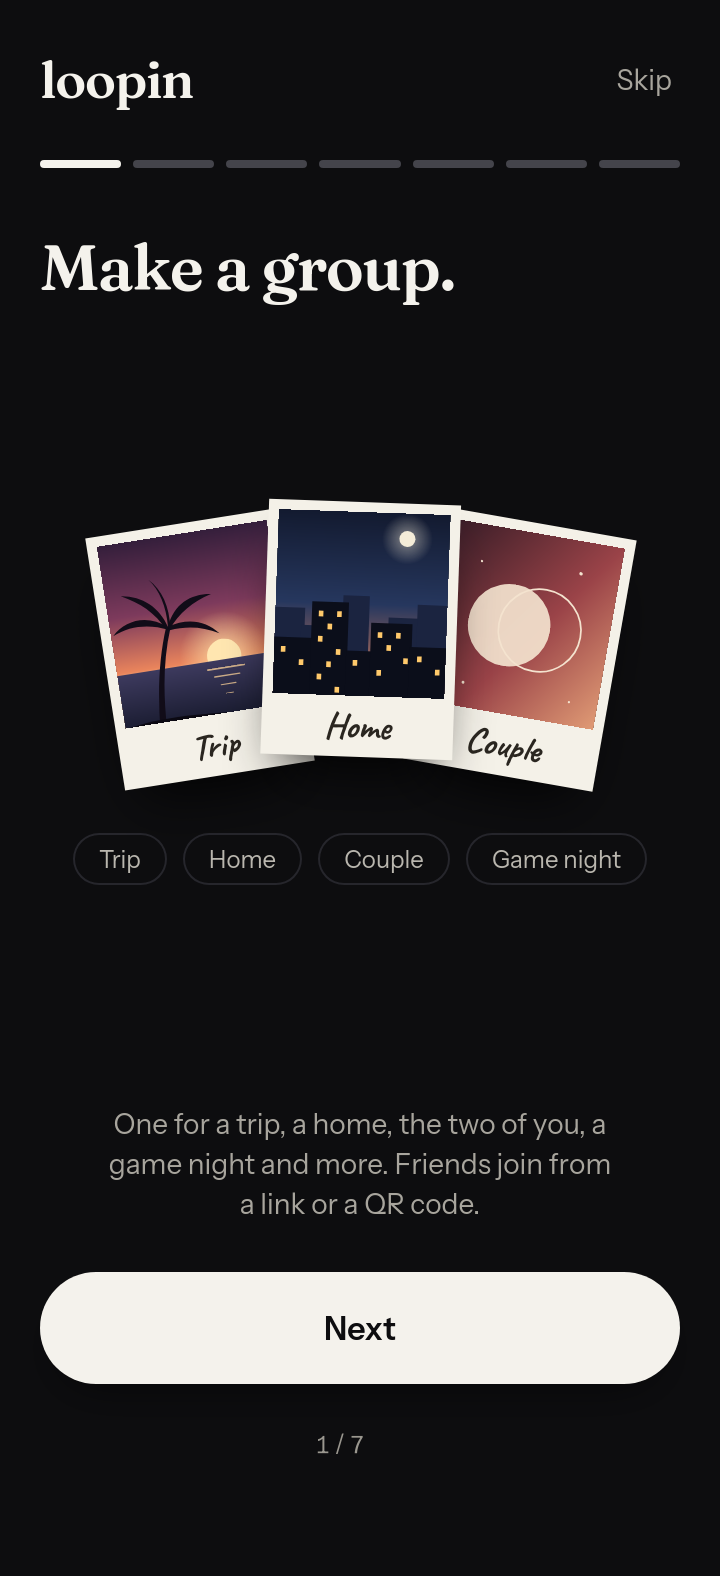 loopin
Skip
Make a group.
Trip
Home
Couple
Trip
Home
Couple
Game night
One for a trip, a home, the two of you, a
game night and more. Friends join from
a link or a QR code.
Next
1 / 7